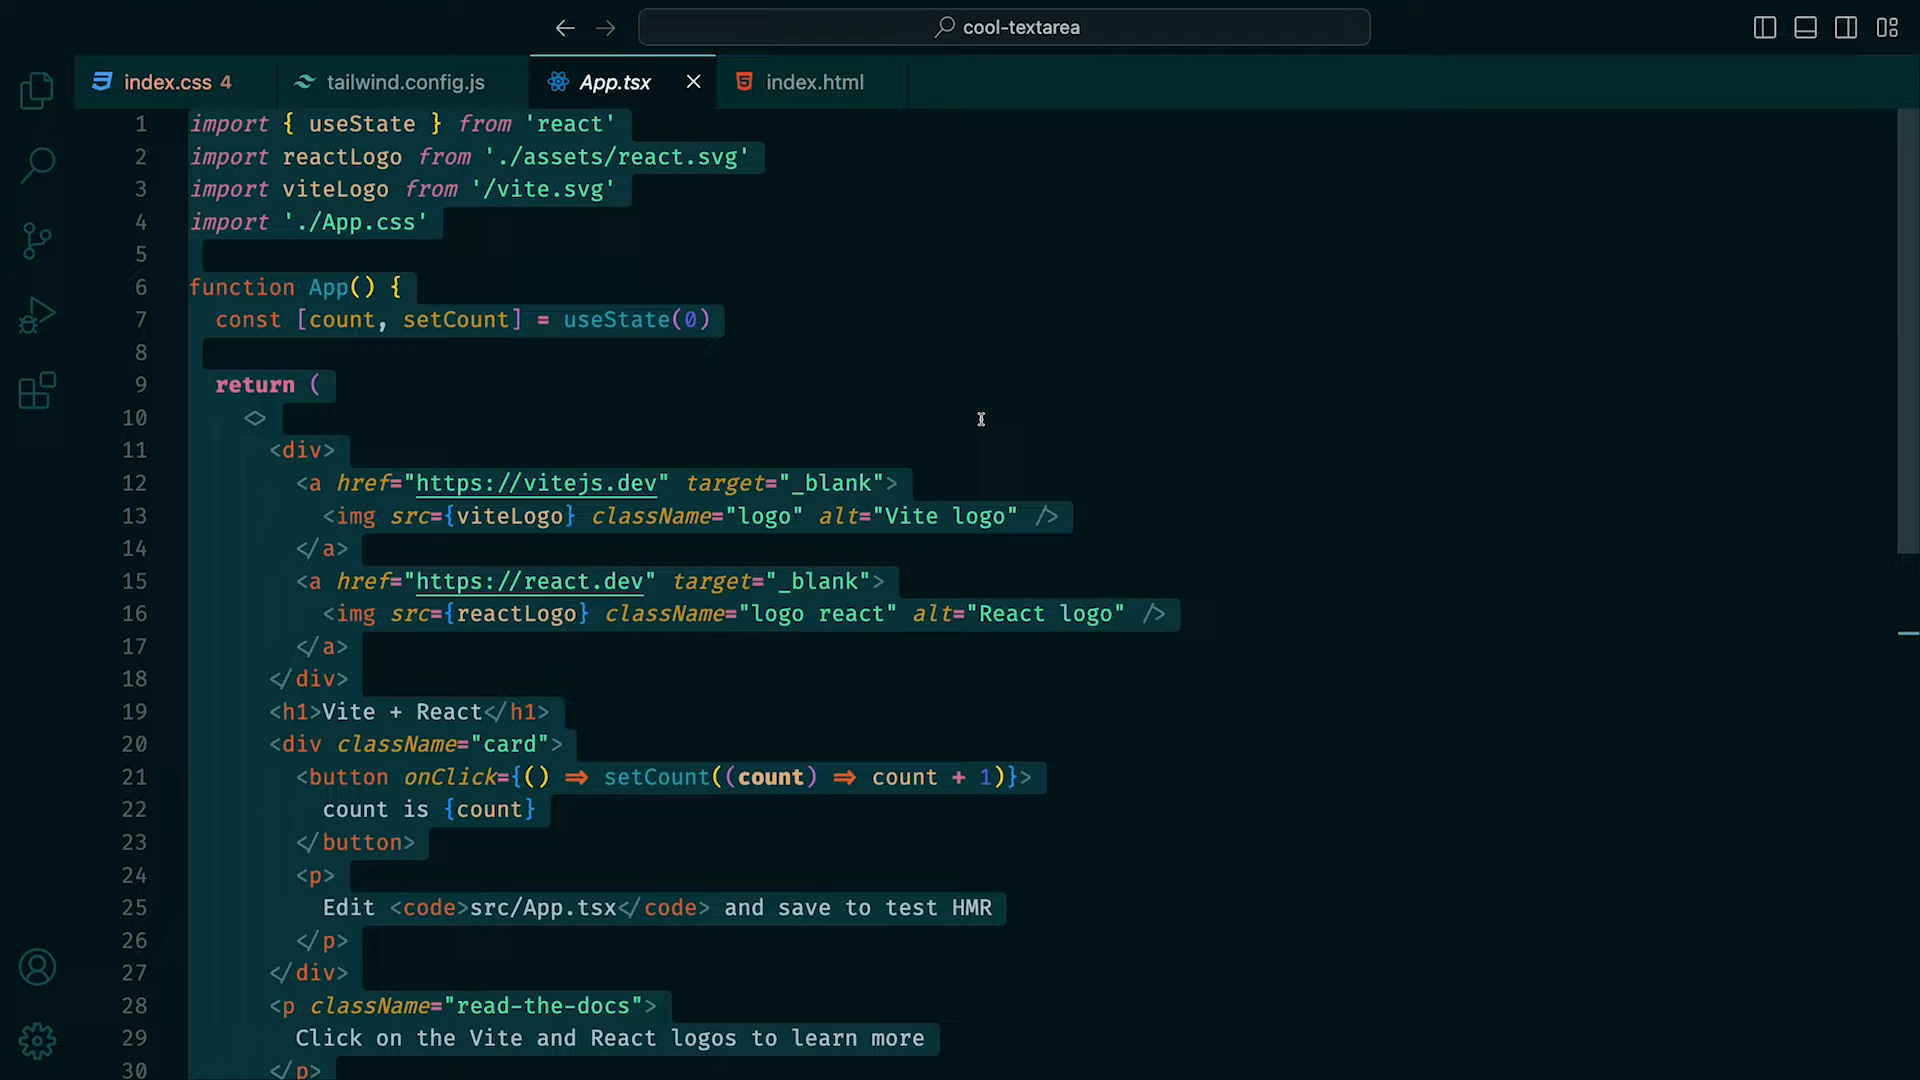 cool-textarea
index.css 4 tailwind.config.js App.tsx index.html
1 import { useState } from 'react'
2 import reactLogo from './assets/react.svg'
3 import viteLogo from '/vite.svg'
4 import './App.css'
5
6 function App() {
7 const [count, setCount] = useState(0)
8
9 return (
10 <>
11 <div>
12 <a href="https://vitejs.dev" target="_blank">
13 <img src={viteLogo} className="logo" alt="Vite logo" />
14 </a>
15 <a href="https://react.dev" target="_blank">
16 <img src={reactLogo} className="logo react" alt="React logo" />
17 </a>
18 </div>
19 <h1>Vite + React</h1>
20 <div className="card">
21 <button onClick={() => setCount((count) => count + 1)}>
22 count is {count}
23 </button>
24 <p>
25 Edit <code>src/App.tsx</code> and save to test HMR
26 </p>
27 </div>
28 <p className="read-the-docs">
29 Click on the Vite and React logos to learn more
30 </p>